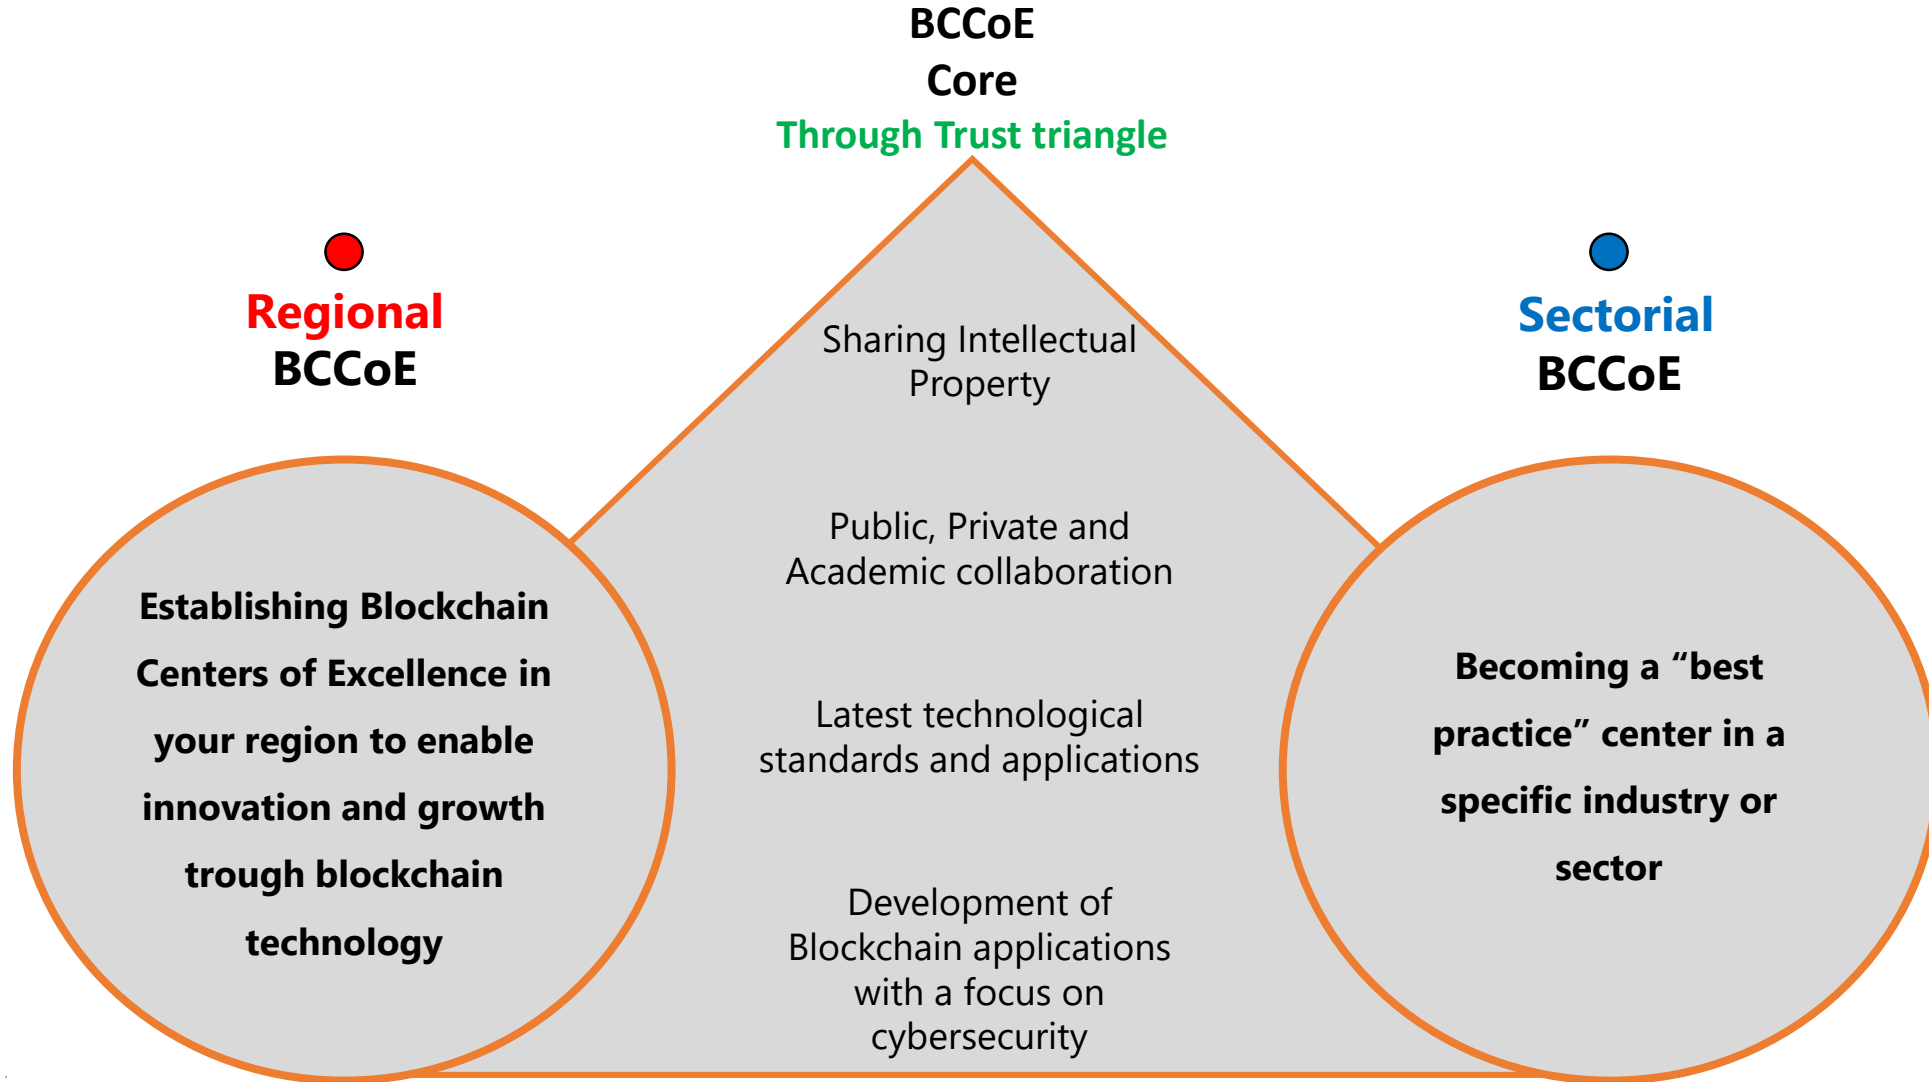 BCCoE
Core
Through Trust triangle
Regional
BCCoE
Establishing Blockchain
Centers of Excellence in
your region to enable
innovation and growth
trough blockchain
technology
Sharing Intellectual
Property
Public, Private and
Academic collaboration
Latest technological
standards and applications
Development of
Blockchain applications
with a focus on
cybersecurity
Sectorial
BCCoE
Becoming a “best
practice” center in a
specific industry or
sector